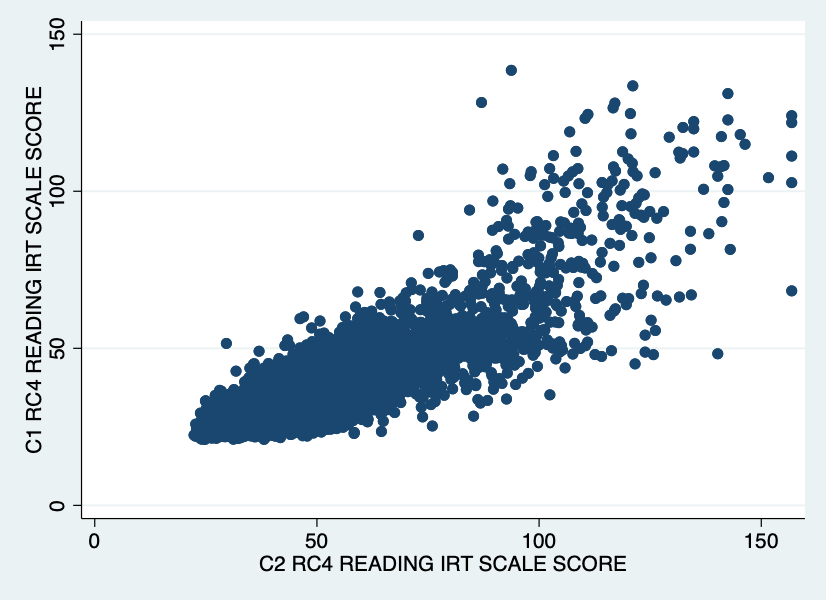 C1 RC4 READING IRT SCALE SCORE
150
100
50
0
0 50 100 150
C2 RC4 READING IRT SCALE SCORE